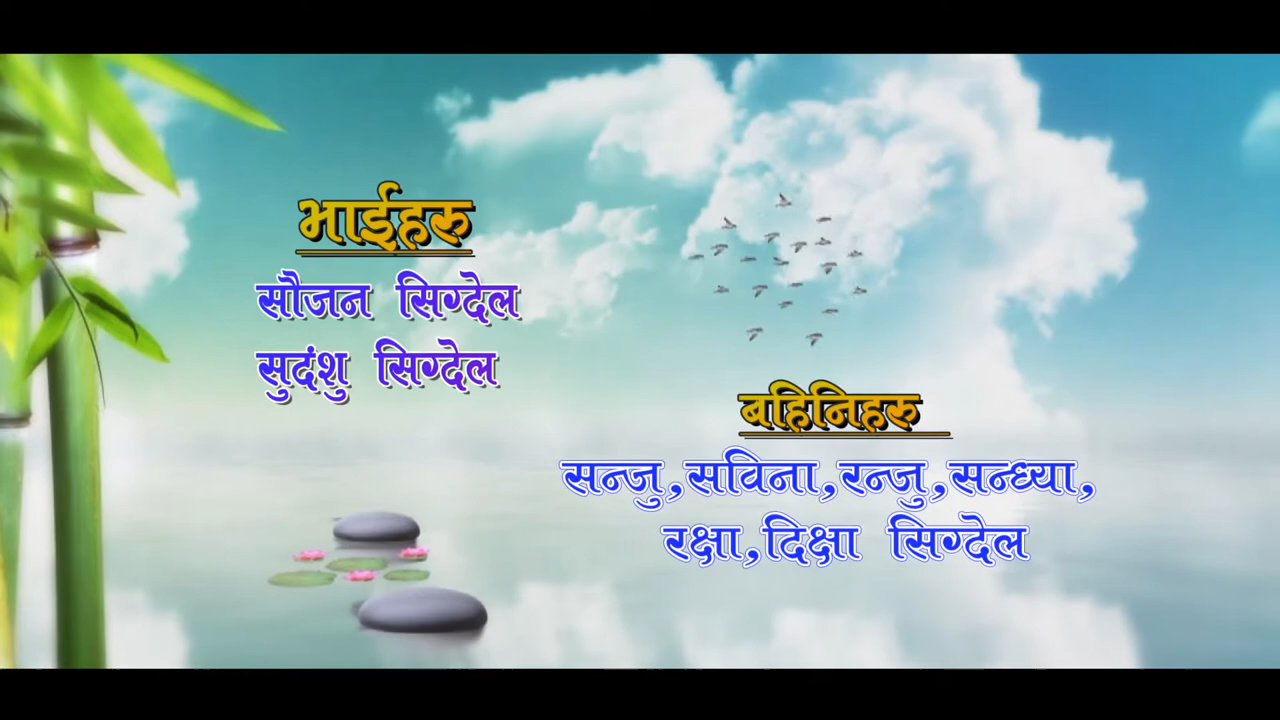 भाईहरु
सौजन सिग्देल
सुदंशु सिग्देल
बहिनिहरु
सन्जु,सविना,रन्जु,सन्ध्या,
रक्षा,दिक्षा सिग्देल